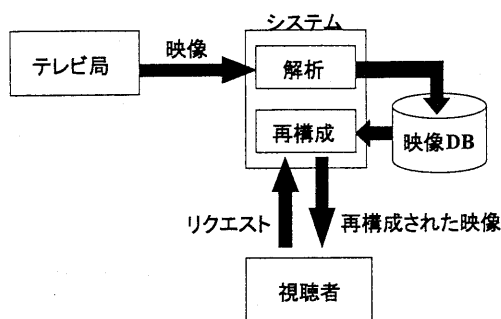 システム
映像
テレビ局
解析
再構成
映像DB
リクエスト
再構成された映像
視聴者